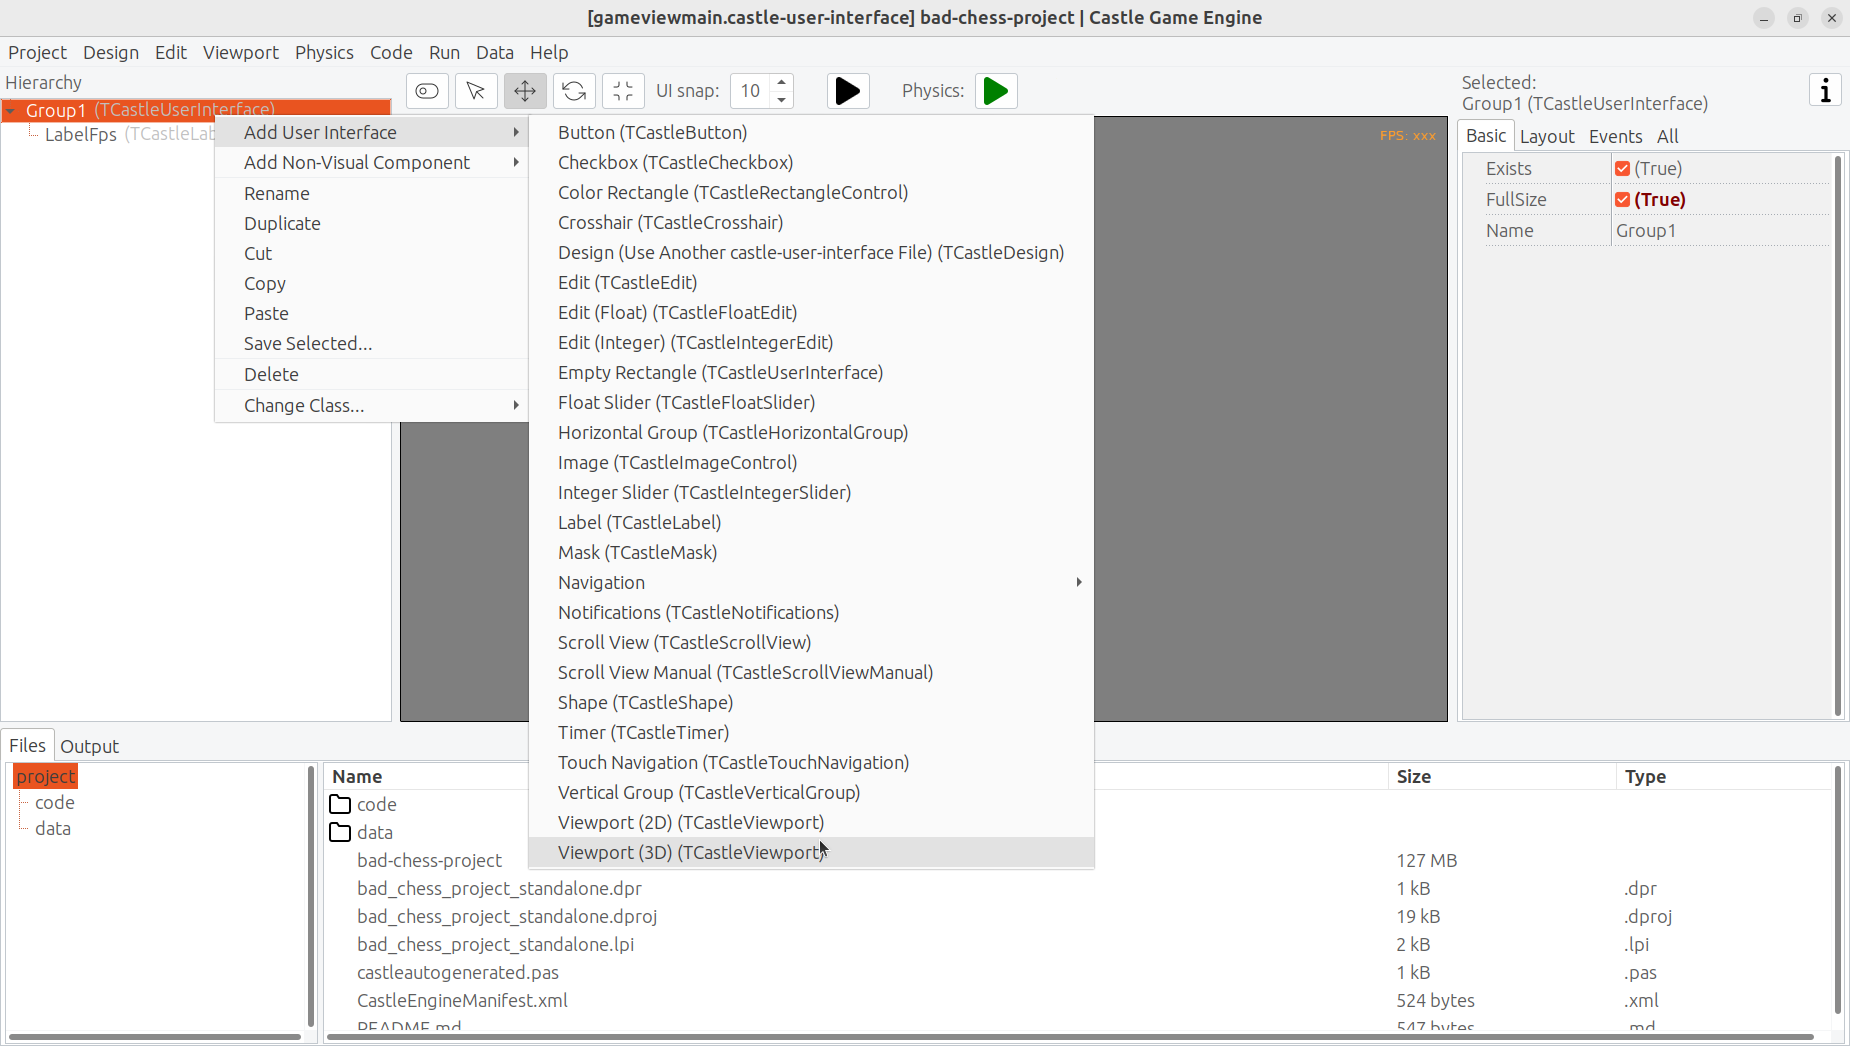 [gameviewmain.castle-user-interface] bad-chess-project | Castle Game Engine
Project Design Edit Viewport Physics Code Run Data Help
Hierarchy
Group1 (TCastleUserInterface)
LabelFps (TCastleLab
UI snap: 10
Physics:
Selected:
Group1 (TCastleUserInterface)
Basic Layout Events All
Exists (True)
FullSize (True)
Name Group1
FPS: xxx
Add User Interface
Add Non-Visual Component
Rename
Duplicate
Cut
Copy
Paste
Save Selected...
Delete
Change Class...
Button (TCastleButton)
Checkbox (TCastleCheckbox)
Color Rectangle (TCastleRectangleControl)
Crosshair (TCastleCrosshair)
Design (Use Another castle-user-interface File) (TCastleDesign)
Edit (TCastleEdit)
Edit (Float) (TCastleFloatEdit)
Edit (Integer) (TCastleIntegerEdit)
Empty Rectangle (TCastleUserInterface)
Float Slider (TCastleFloatSlider)
Horizontal Group (TCastleHorizontalGroup)
Image (TCastleImageControl)
Integer Slider (TCastleIntegerSlider)
Label (TCastleLabel)
Mask (TCastleMask)
Navigation
Notifications (TCastleNotifications)
Scroll View (TCastleScrollView)
Scroll View Manual (TCastleScrollViewManual)
Shape (TCastleShape)
Timer (TCastleTimer)
Touch Navigation (TCastleTouchNavigation)
Vertical Group (TCastleVerticalGroup)
Viewport (2D) (TCastleViewport)
Viewport (3D) (TCastleViewport)
Files Output
project
code
data
Name Size Type
code
data
bad-chess-project 127 MB
bad_chess_project_standalone.dpr 1 kB .dpr
bad_chess_project_standalone.dproj 19 kB .dproj
bad_chess_project_standalone.lpi 2 kB .lpi
castleautogenerated.pas 1 kB .pas
CastleEngineManifest.xml 524 bytes .xml
README.md 547 bytes .md